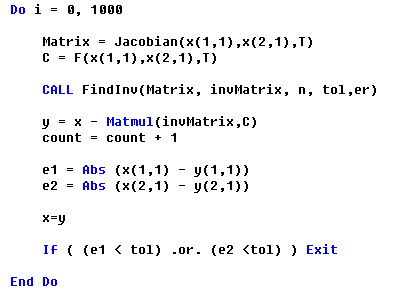 Do i = 0, 1000
Matrix = Jacobian(x(1,1),x(2,1),T)
C = F(x(1,1),x(2,1),T)
CALL FindInv(Matrix, invMatrix, n, tol,er)
y = x - Matmul(invMatrix,C)
count = count + 1
e1 = Abs (x(1,1) - y(1,1))
e2 = Abs (x(2,1) - y(2,1))
x=y
If ( (e1 < tol) .or. (e2 <tol) ) Exit
End Do